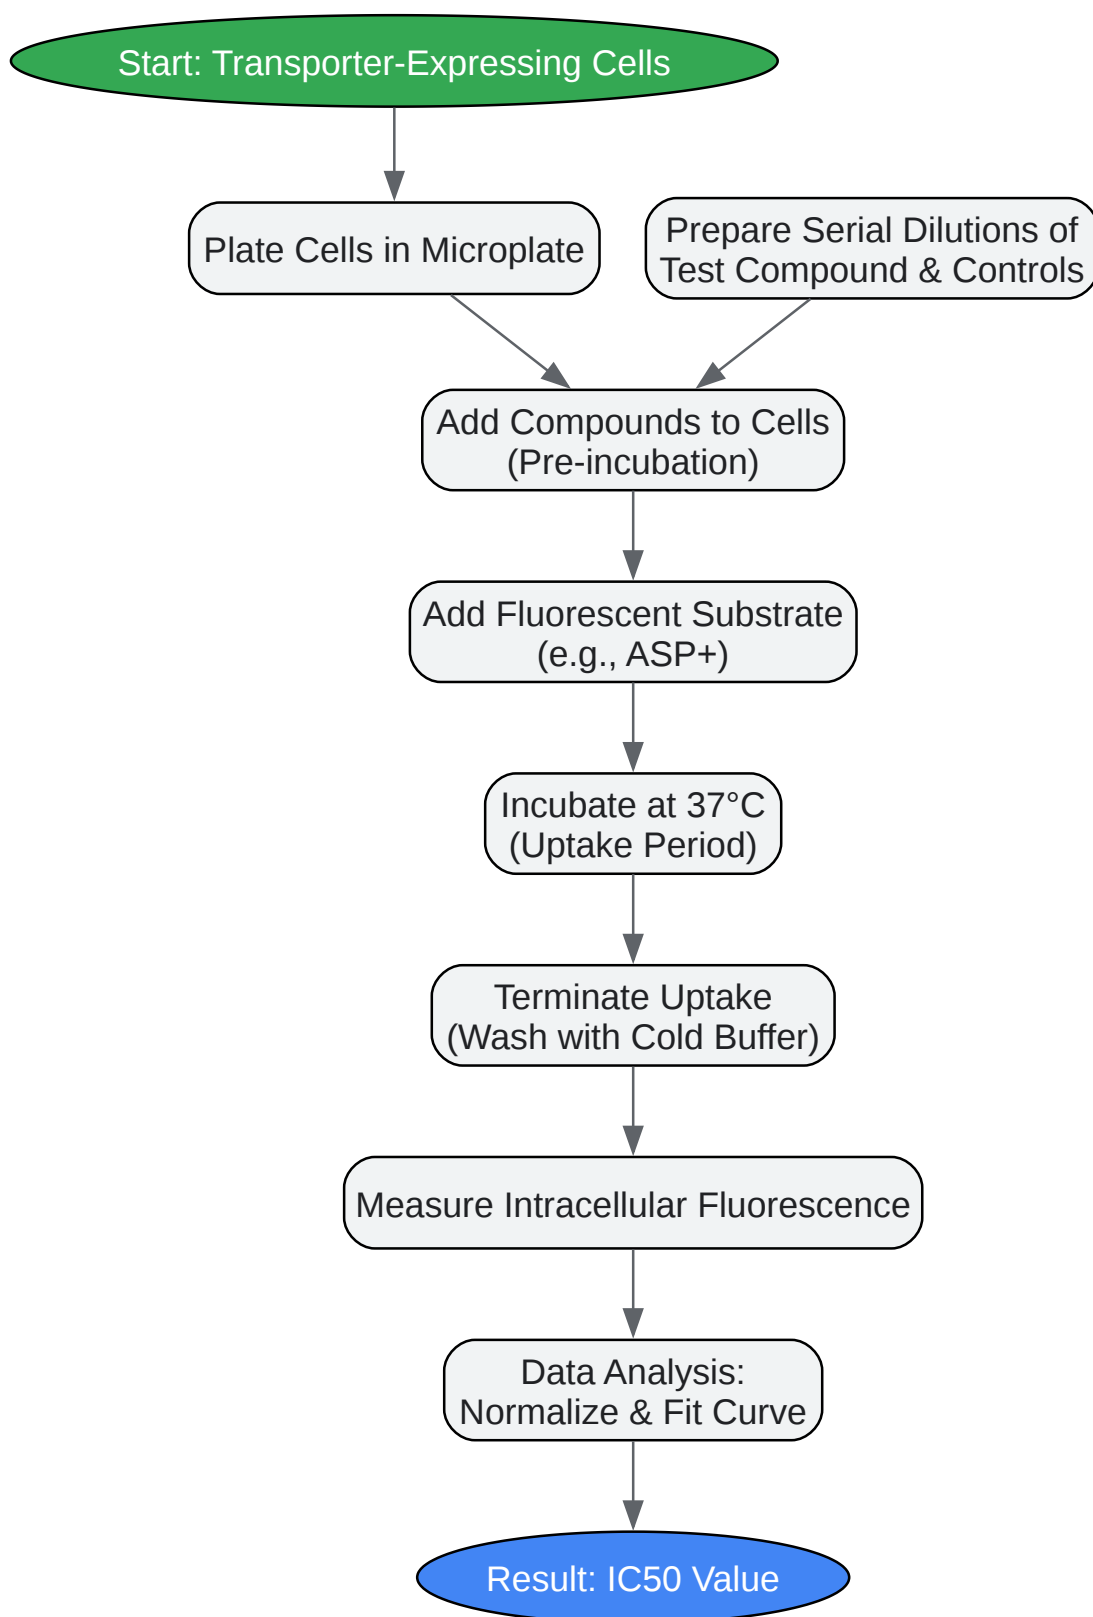 Start: Transporter-Expressing Cells
Plate Cells in Microplate
Prepare Serial Dilutions of
Test Compound & Controls
Add Compounds to Cells
(Pre-incubation)
Add Fluorescent Substrate
(e.g., ASP+)
Incubate at 37°C
(Uptake Period)
Terminate Uptake
(Wash with Cold Buffer)
Measure Intracellular Fluorescence
Data Analysis:
Normalize & Fit Curve
Result: IC50 Value